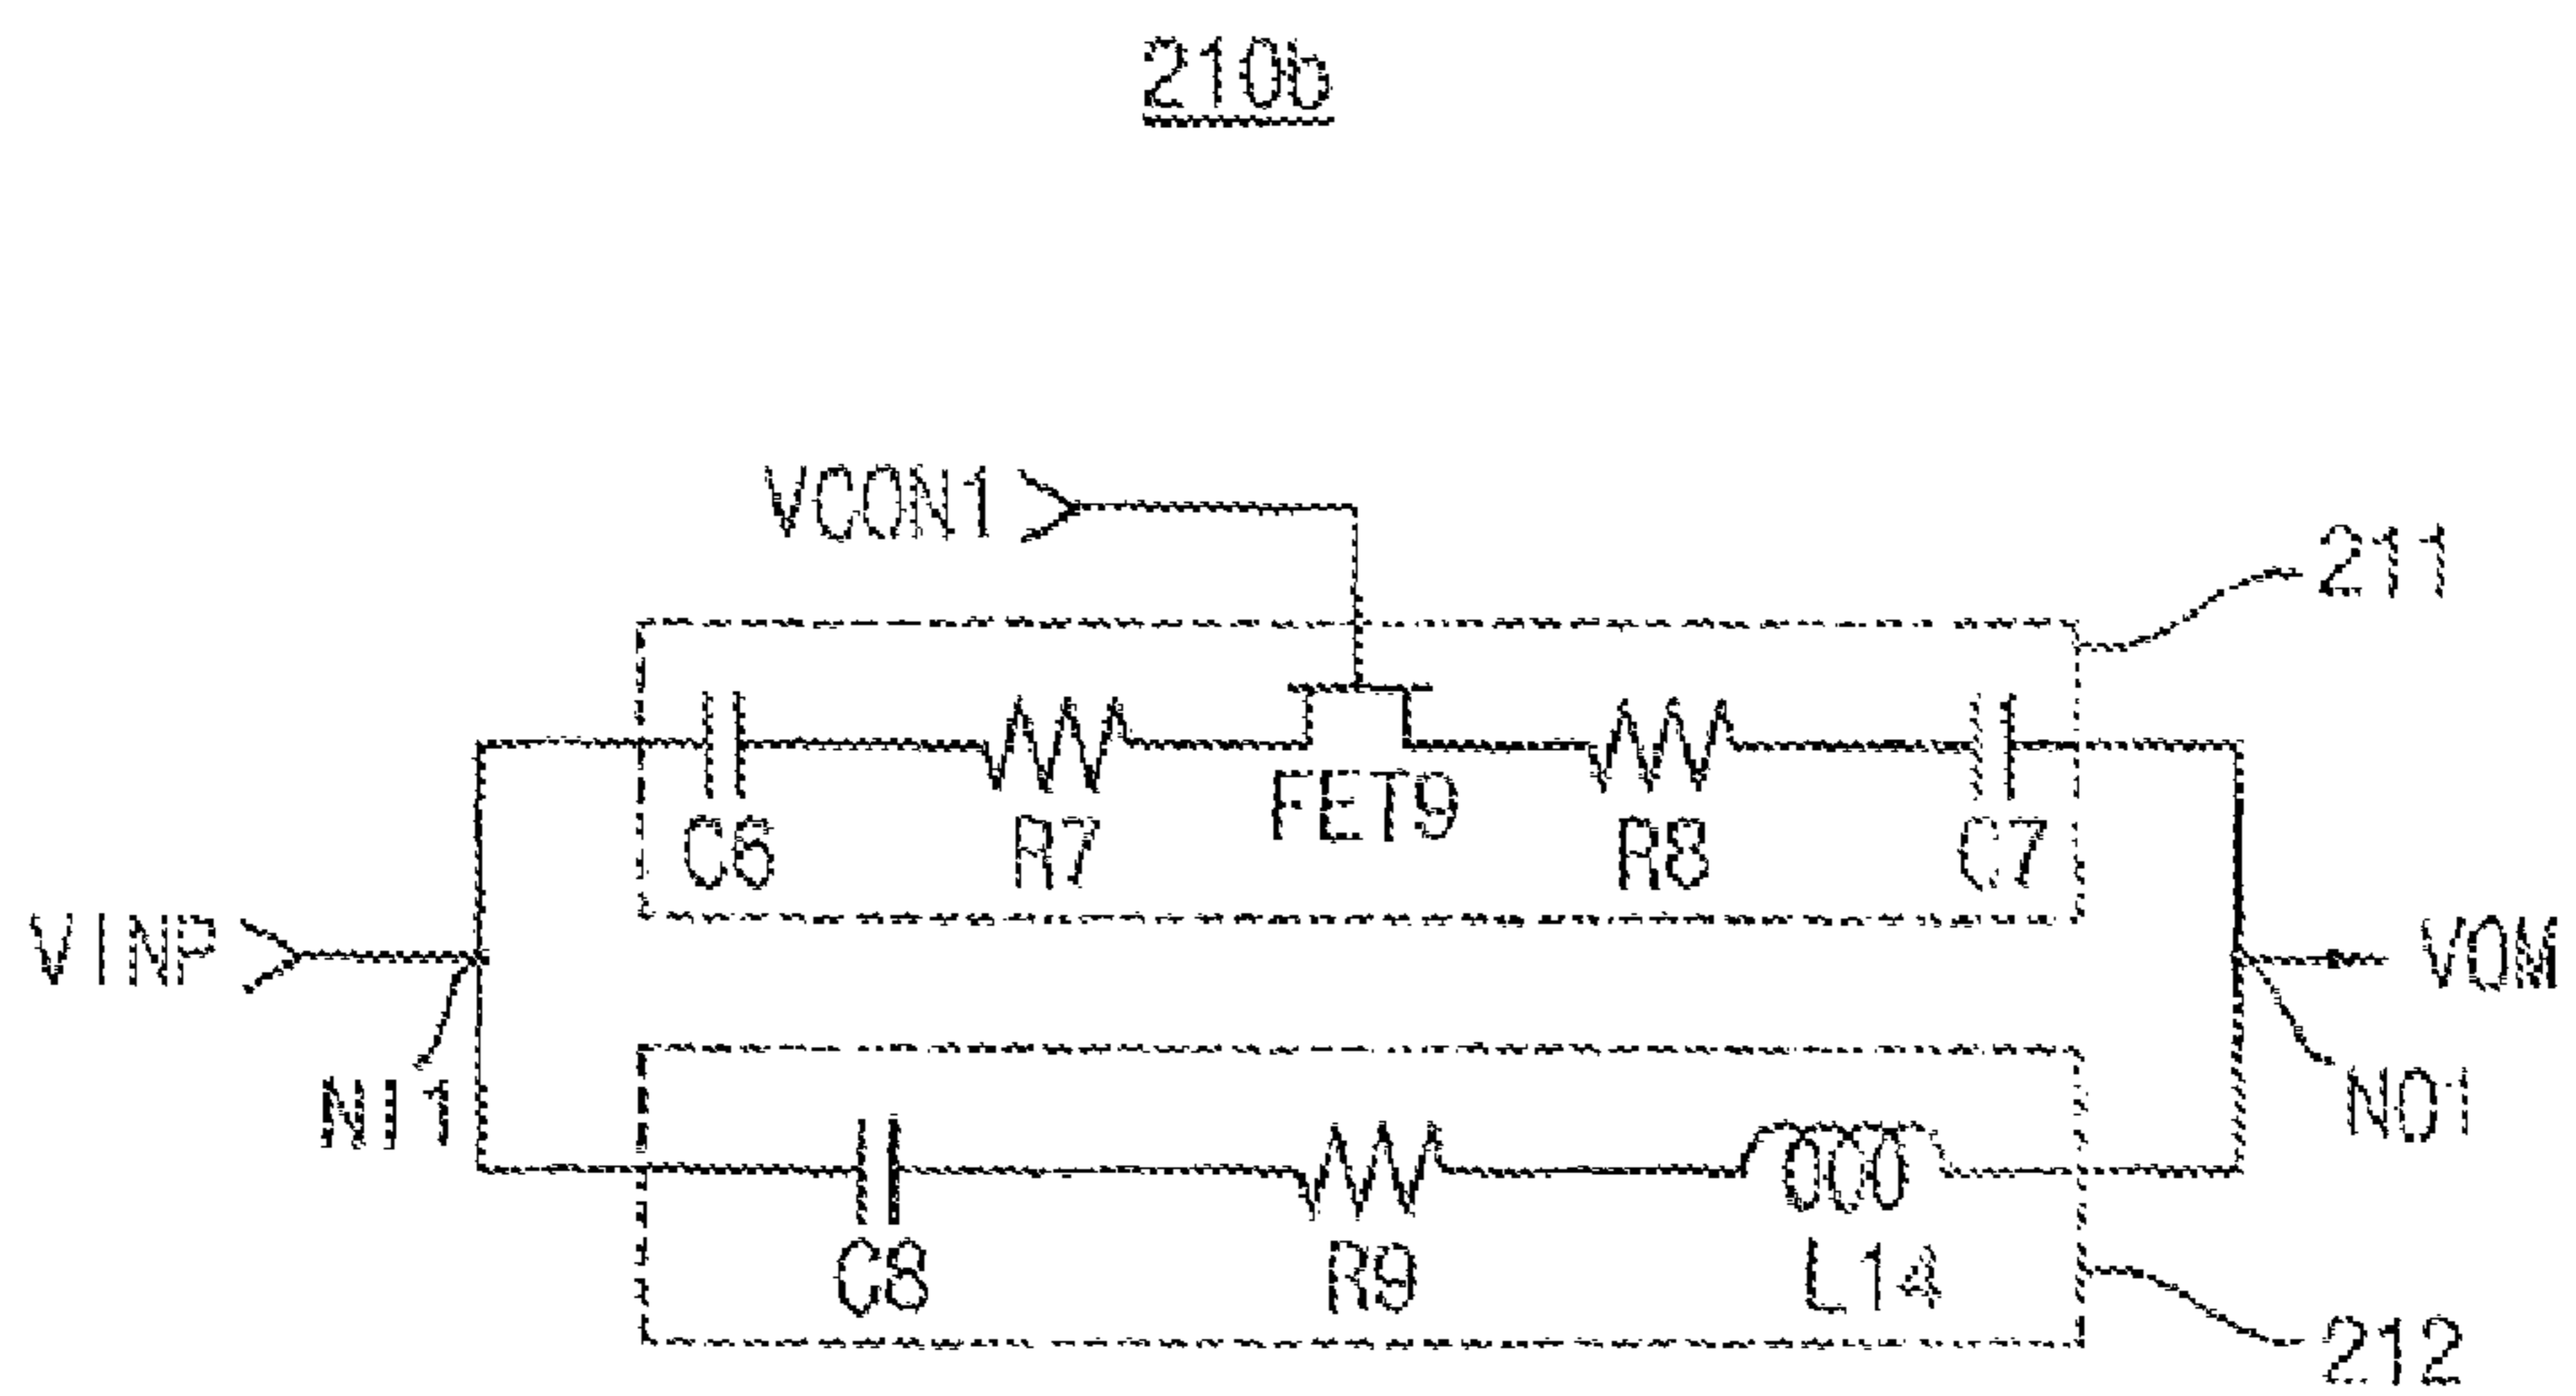 210b
VCON1
211
C6 R7 FET9 R8 C7
VINP VOM
NI1 NO1
C8 R9 L14
212